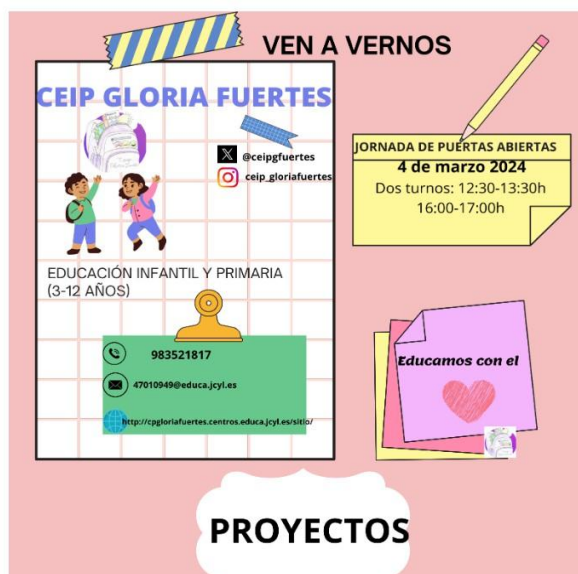 VEN A VERNOS
CEIP GLORIA FUERTES
@ceipgfuertes
ceip_gloriafuertes
EDUCACIÓN INFANTIL Y PRIMARIA
(3-12 AÑOS)
983521817
47010949@educa.jcyl.es
http://cpgloriafuertes.centros.educa.jcyl.es/sitio/
JORNADA DE PUERTAS ABIERTAS
4 de marzo 2024
Dos turnos: 12:30-13:30h
16:00-17:00h
Educamos con el
PROYECTOS